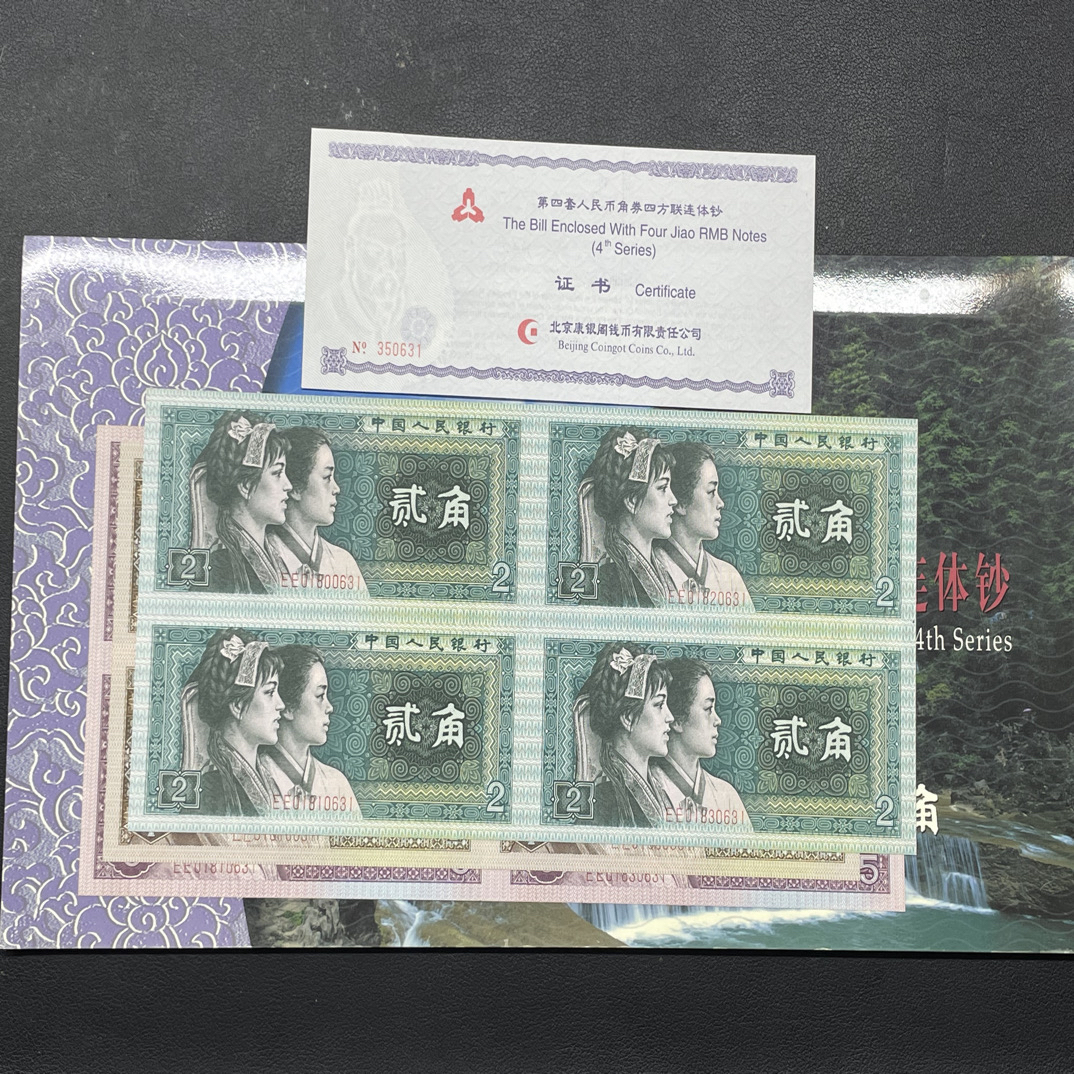 第四套人民币角券四方联连体钞
The Bill Enclosed With Four Jiao RMB Notes
(4th Series)
证书 Certificate
北京康银阁钱币有限责任公司
Beijing Coingot Coins Co., Ltd.
Nº 350631
中国人民银行
贰角
2
EE01800631
2
中国人民银行
贰角
2
EE01820631
2
连体钞
4th Series
中国人民银行
贰角
2
EE01810631
2
中国人民银行
贰角
2
EE01830631
2
角
EE01810631
EE01830631
5